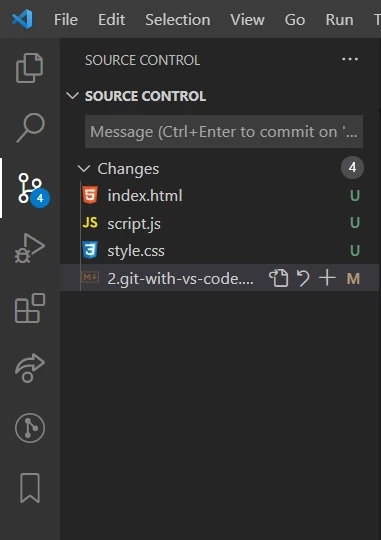 File Edit Selection View Go Run T
SOURCE CONTROL ...
SOURCE CONTROL
Message (Ctrl+Enter to commit on '...
Changes 4
index.html U
JS script.js U
style.css U
2.git-with-vs-code.... M
4